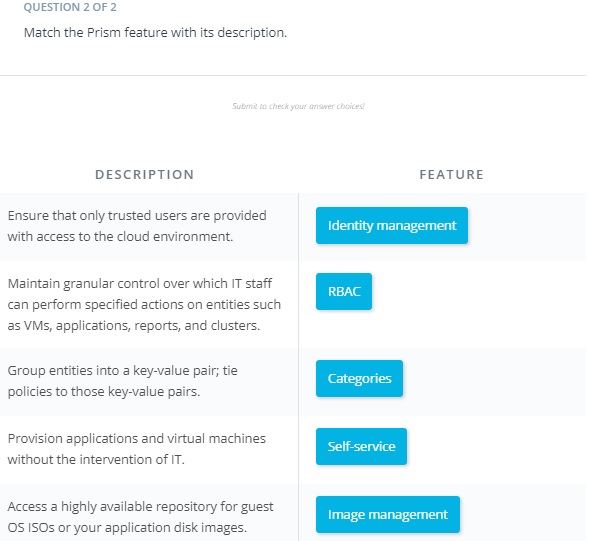 QUESTION 2 OF 2
Match the Prism feature with its description.
Submit to check your answer choices!
DESCRIPTION FEATURE
Ensure that only trusted users are provided
with access to the cloud environment.
Identity management
Maintain granular control over which IT staff
can perform specified actions on entities such
as VMs, applications, reports, and clusters.
RBAC
Group entities into a key-value pair; tie
policies to those key-value pairs.
Categories
Provision applications and virtual machines
without the intervention of IT.
Self-service
Access a highly available repository for guest
OS ISOs or your application disk images.
Image management